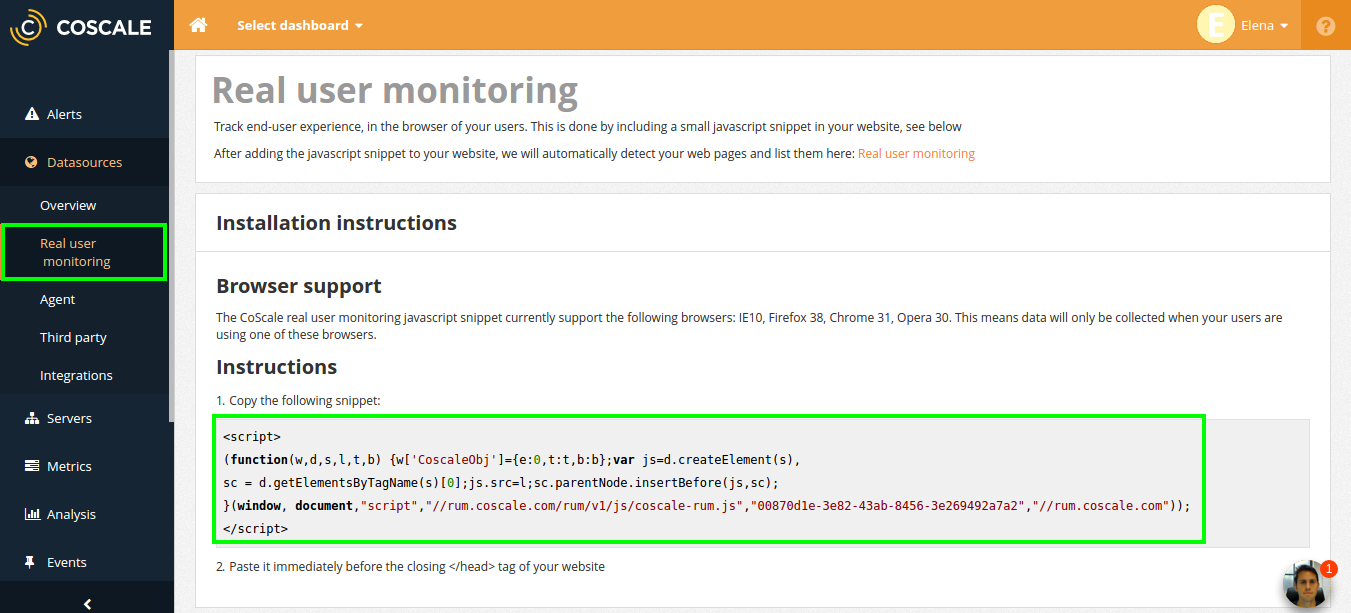 COSCALE
Select dashboard
E
Elena
?
Alerts
Datasources
Overview
Real user
monitoring
Agent
Third party
Integrations
Servers
Metrics
Analysis
Events
Real user monitoring
Track end-user experience, in the browser of your users. This is done by including a small javascript snippet in your website, see below
After adding the javascript snippet to your website, we will automatically detect your web pages and list them here: Real user monitoring
Installation instructions
Browser support
The CoScale real user monitoring javascript snippet currently support the following browsers: IE10, Firefox 38, Chrome 31, Opera 30. This means data will only be collected when your users are
using one of these browsers.
Instructions
1. Copy the following snippet:
<script>
(function(w,d,s,l,t,b) {w['CoscaleObj']={e:0,t:t,b:b};var js=d.createElement(s),
sc = d.getElementsByTagName(s)[0];js.src=l;sc.parentNode.insertBefore(js,sc);
}(window, document,"script","//rum.coscale.com/rum/v1/js/coscale-rum.js","00870d1e-3e82-43ab-8456-3e269492a7a2","//rum.coscale.com"));
</script>
2. Paste it immediately before the closing </head> tag of your website
1